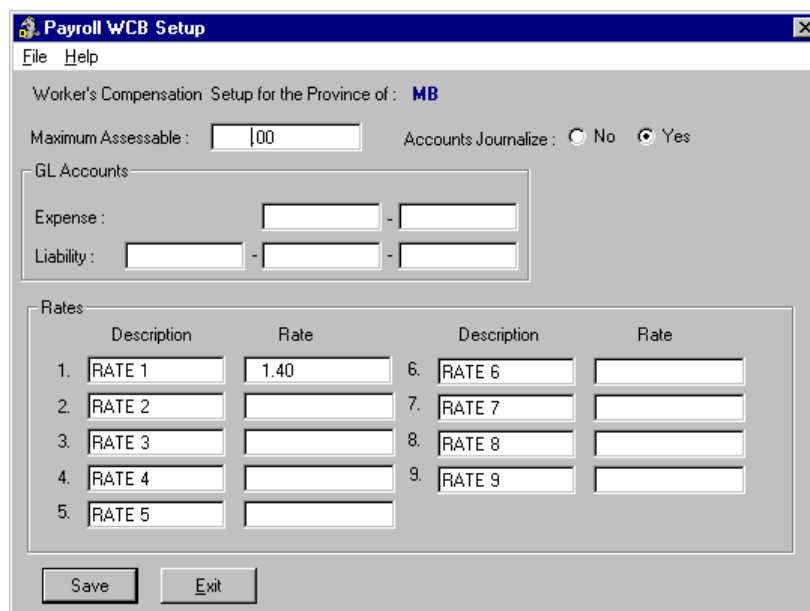 Payroll WCB Setup
File Help
Worker's Compensation Setup for the Province of : MB
Maximum Assessable : .00 Accounts Journalize : No Yes
GL Accounts
Expense : -
Liability : - -
Rates
Description Rate Description Rate
1. RATE 1 1.40 6. RATE 6
2. RATE 2 7. RATE 7
3. RATE 3 8. RATE 8
4. RATE 4 9. RATE 9
5. RATE 5
Save Exit